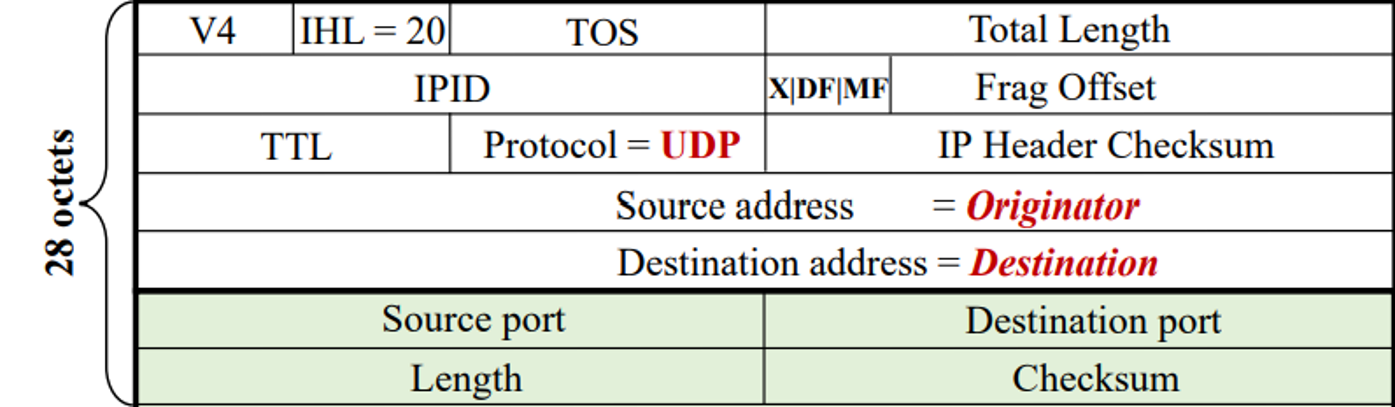 28 octets
V4 IHL = 20 TOS Total Length
IPID X|DF|MF Frag Offset
TTL Protocol = UDP IP Header Checksum
Source address = Originator
Destination address = Destination
Source port Destination port
Length Checksum